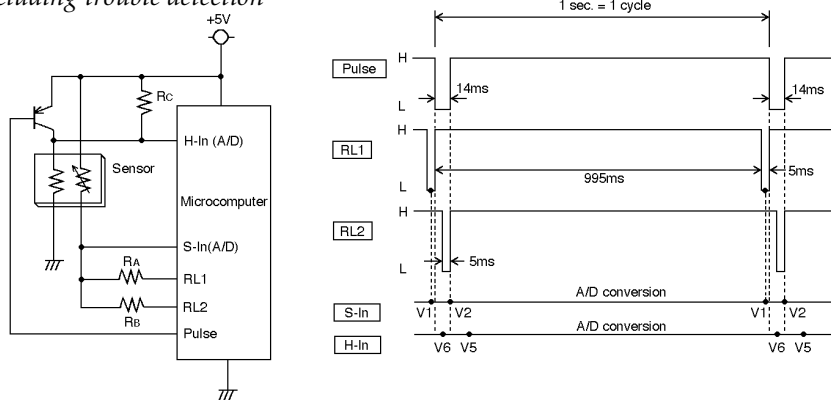 cluding trouble detection
+5V
RC
H-In (A/D)
Sensor
Microcomputer
S-In(A/D)
RA
RL1
RL2
RB
Pulse
1 sec. = 1 cycle
Pulse
H
L
14ms
14ms
RL1
H
L
995ms
5ms
RL2
H
L
5ms
S-In
A/D conversion
V1
V2
V1
V2
H-In
A/D conversion
V6
V5
V6
V5